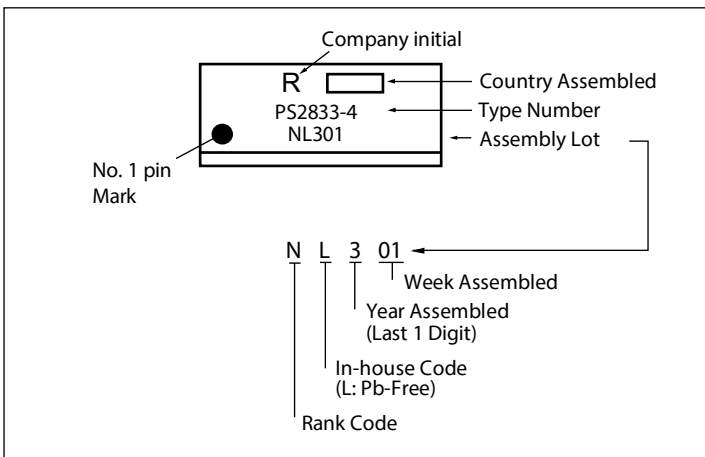 Company initial
R
Country Assembled
PS2833-4
Type Number
NL301
Assembly Lot
No. 1 pin
Mark
N L 3 01
Week Assembled
Year Assembled
(Last 1 Digit)
In-house Code
(L: Pb-Free)
Rank Code